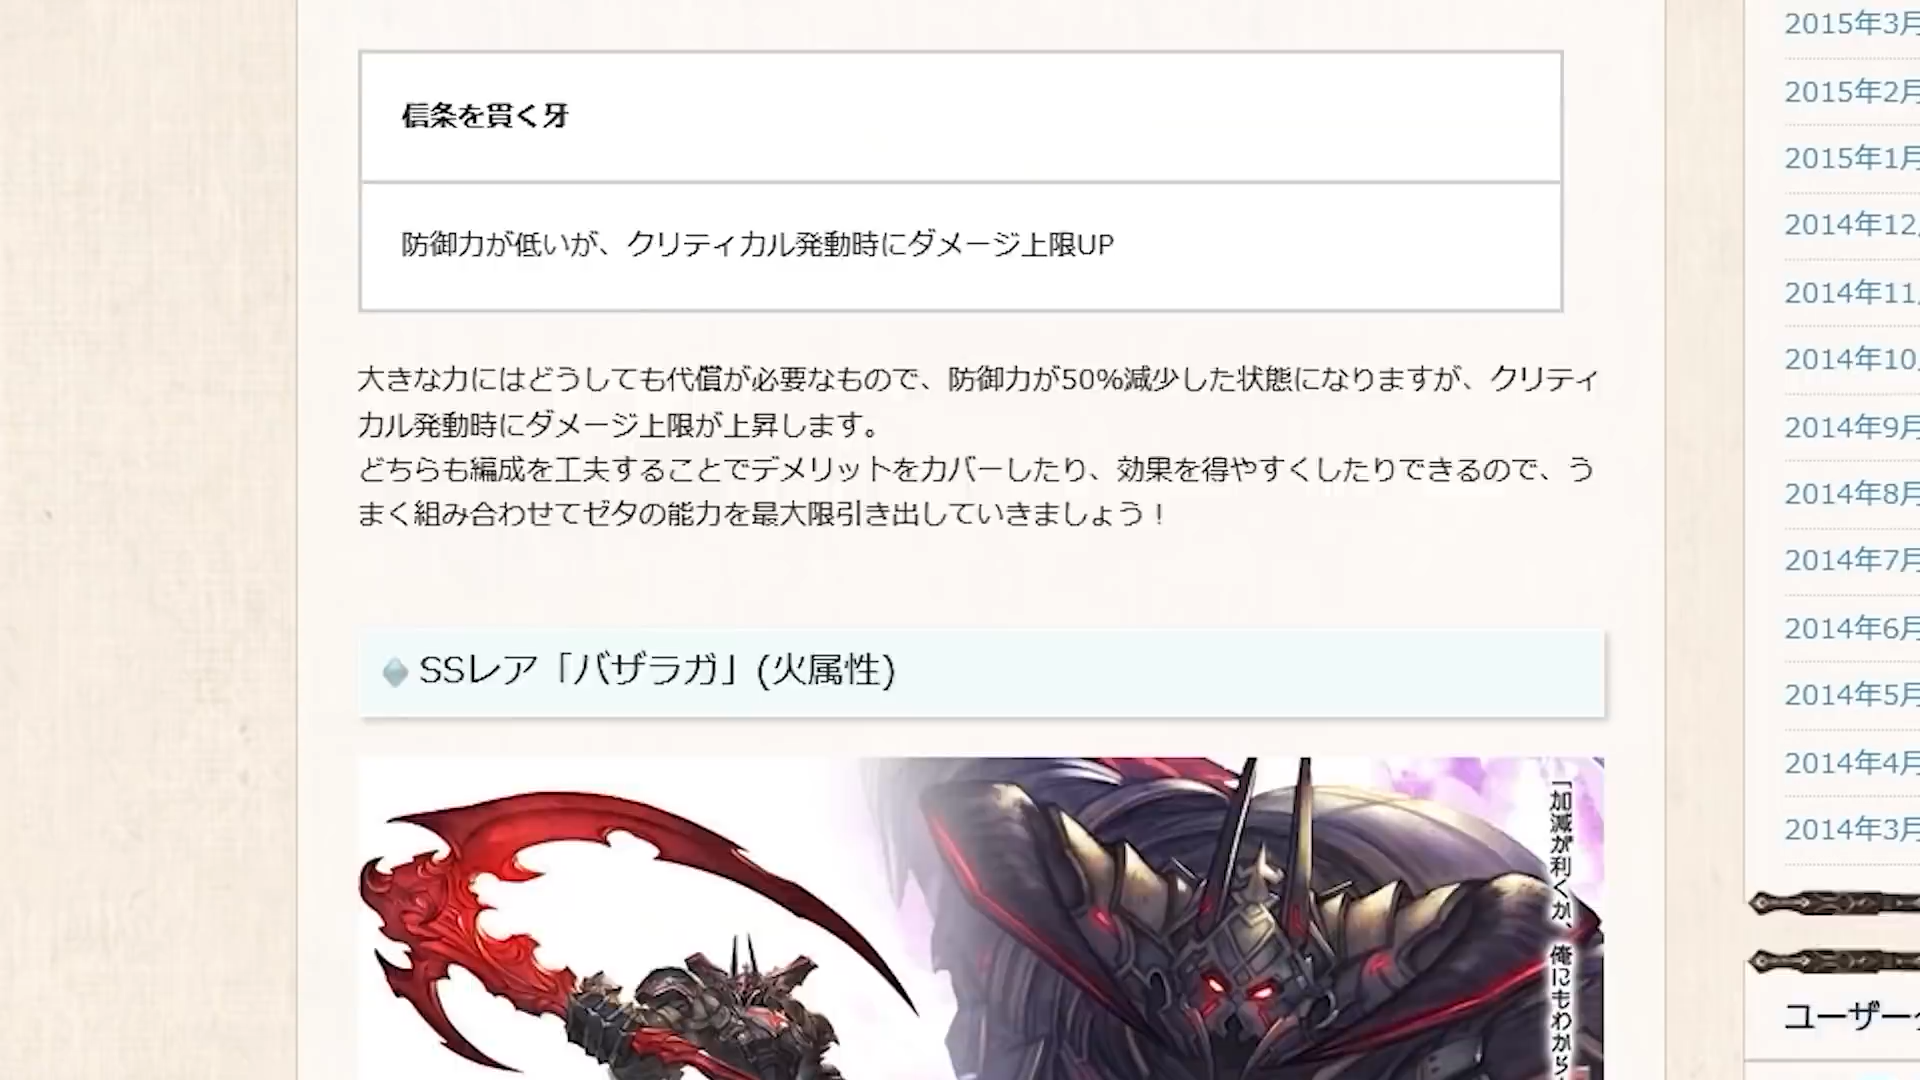 信条を貫く牙
防御力が低いが、クリティカル発動時にダメージ上限UP
大きな力にはどうしても代償が必要なもので、防御力が50%減少した状態になりますが、クリティ
カル発動時にダメージ上限が上昇します。
どちらも編成を工夫することでデメリットをカバーしたり、効果を得やすくしたりできるので、う
まく組み合わせてゼタの能力を最大限引き出していきましょう！
SSレア「バザラガ」(火属性)
「加減が利くか、俺にもわから
2015年3月
2015年2月
2015年1月
2014年12
2014年11
2014年10
2014年9月
2014年8月
2014年7月
2014年6月
2014年5月
2014年4月
2014年3月
ユーザー